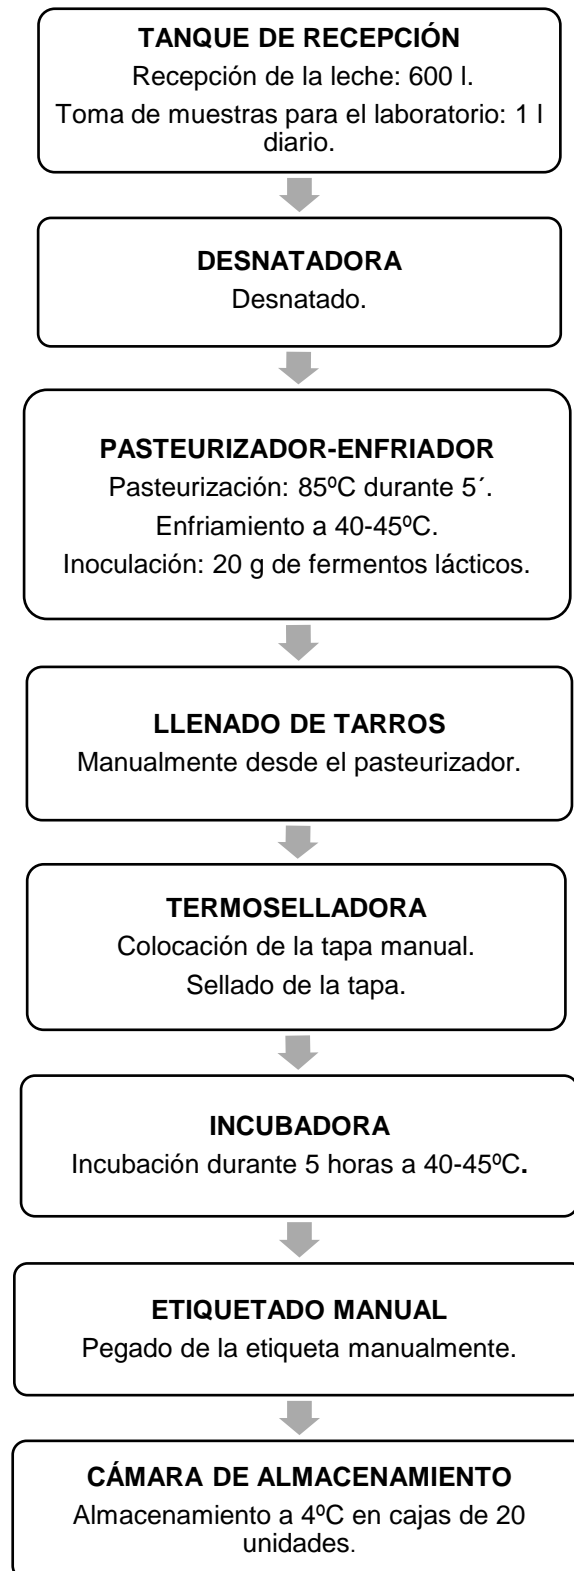 TANQUE DE RECEPCIÓN
Recepción de la leche: 600 l.
Toma de muestras para el laboratorio: 1 l
diario.
DESNATADORA
Desnatado.
PASTEURIZADOR-ENFRIADOR
Pasteurización: 85ºC durante 5´.
Enfriamiento a 40-45ºC.
Inoculación: 20 g de fermentos lácticos.
LLENADO DE TARROS
Manualmente desde el pasteurizador.
TERMOSELLADORA
Colocación de la tapa manual.
Sellado de la tapa.
INCUBADORA
Incubación durante 5 horas a 40-45ºC.
ETIQUETADO MANUAL
Pegado de la etiqueta manualmente.
CÁMARA DE ALMACENAMIENTO
Almacenamiento a 4ºC en cajas de 20
unidades.